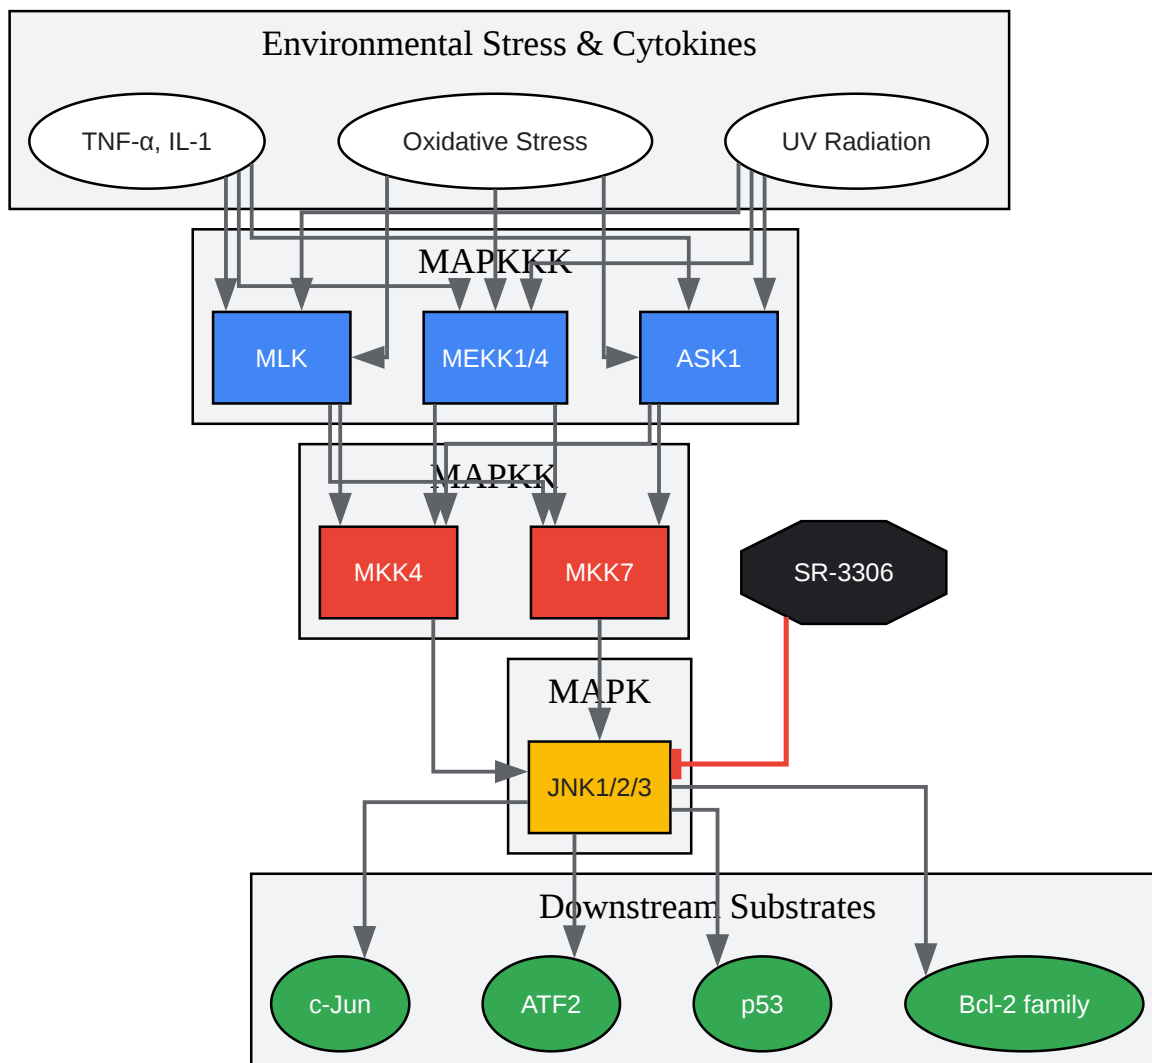 Environmental Stress & Cytokines
TNF-α, IL-1
Oxidative Stress
UV Radiation
MAPKKK
MLK
MEKK1/4
ASK1
MAPKK
MKK4
MKK7
SR-3306
MAPK
JNK1/2/3
Downstream Substrates
c-Jun
ATF2
p53
Bcl-2 family